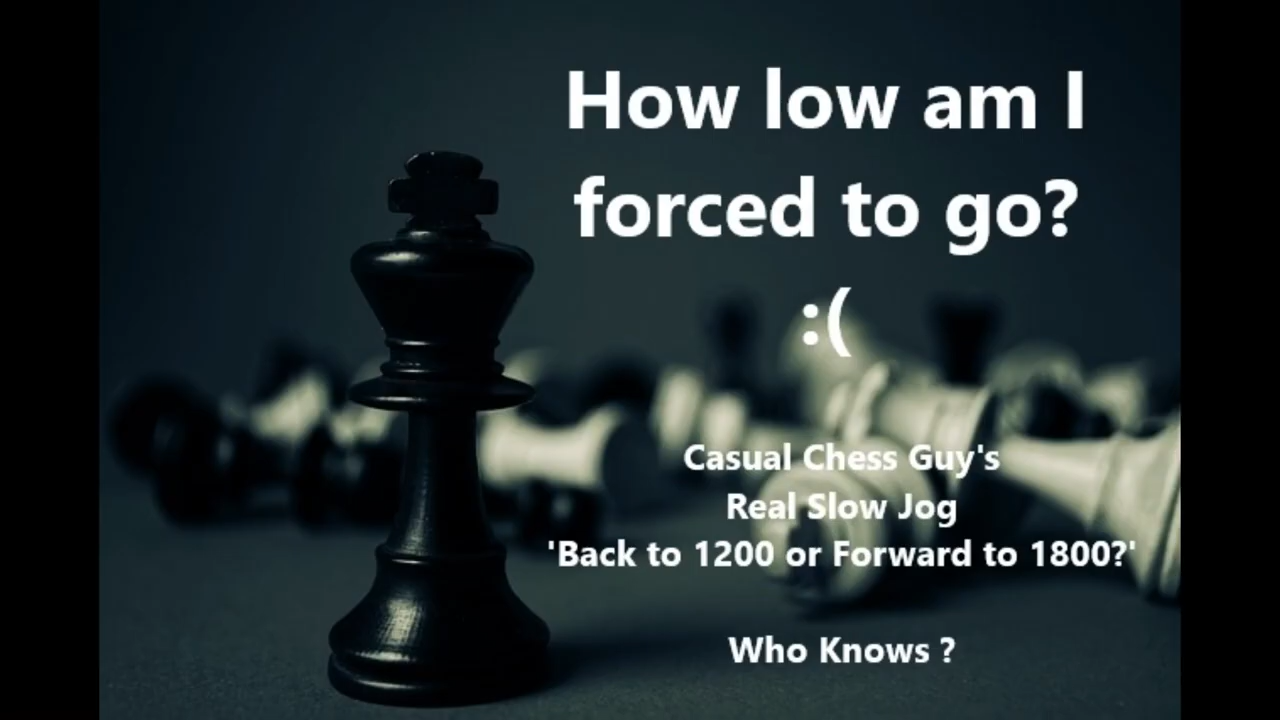 How low am I
forced to go?
:(
Casual Chess Guy's
Real Slow Jog
'Back to 1200 or Forward to 1800?'
Who Knows ?